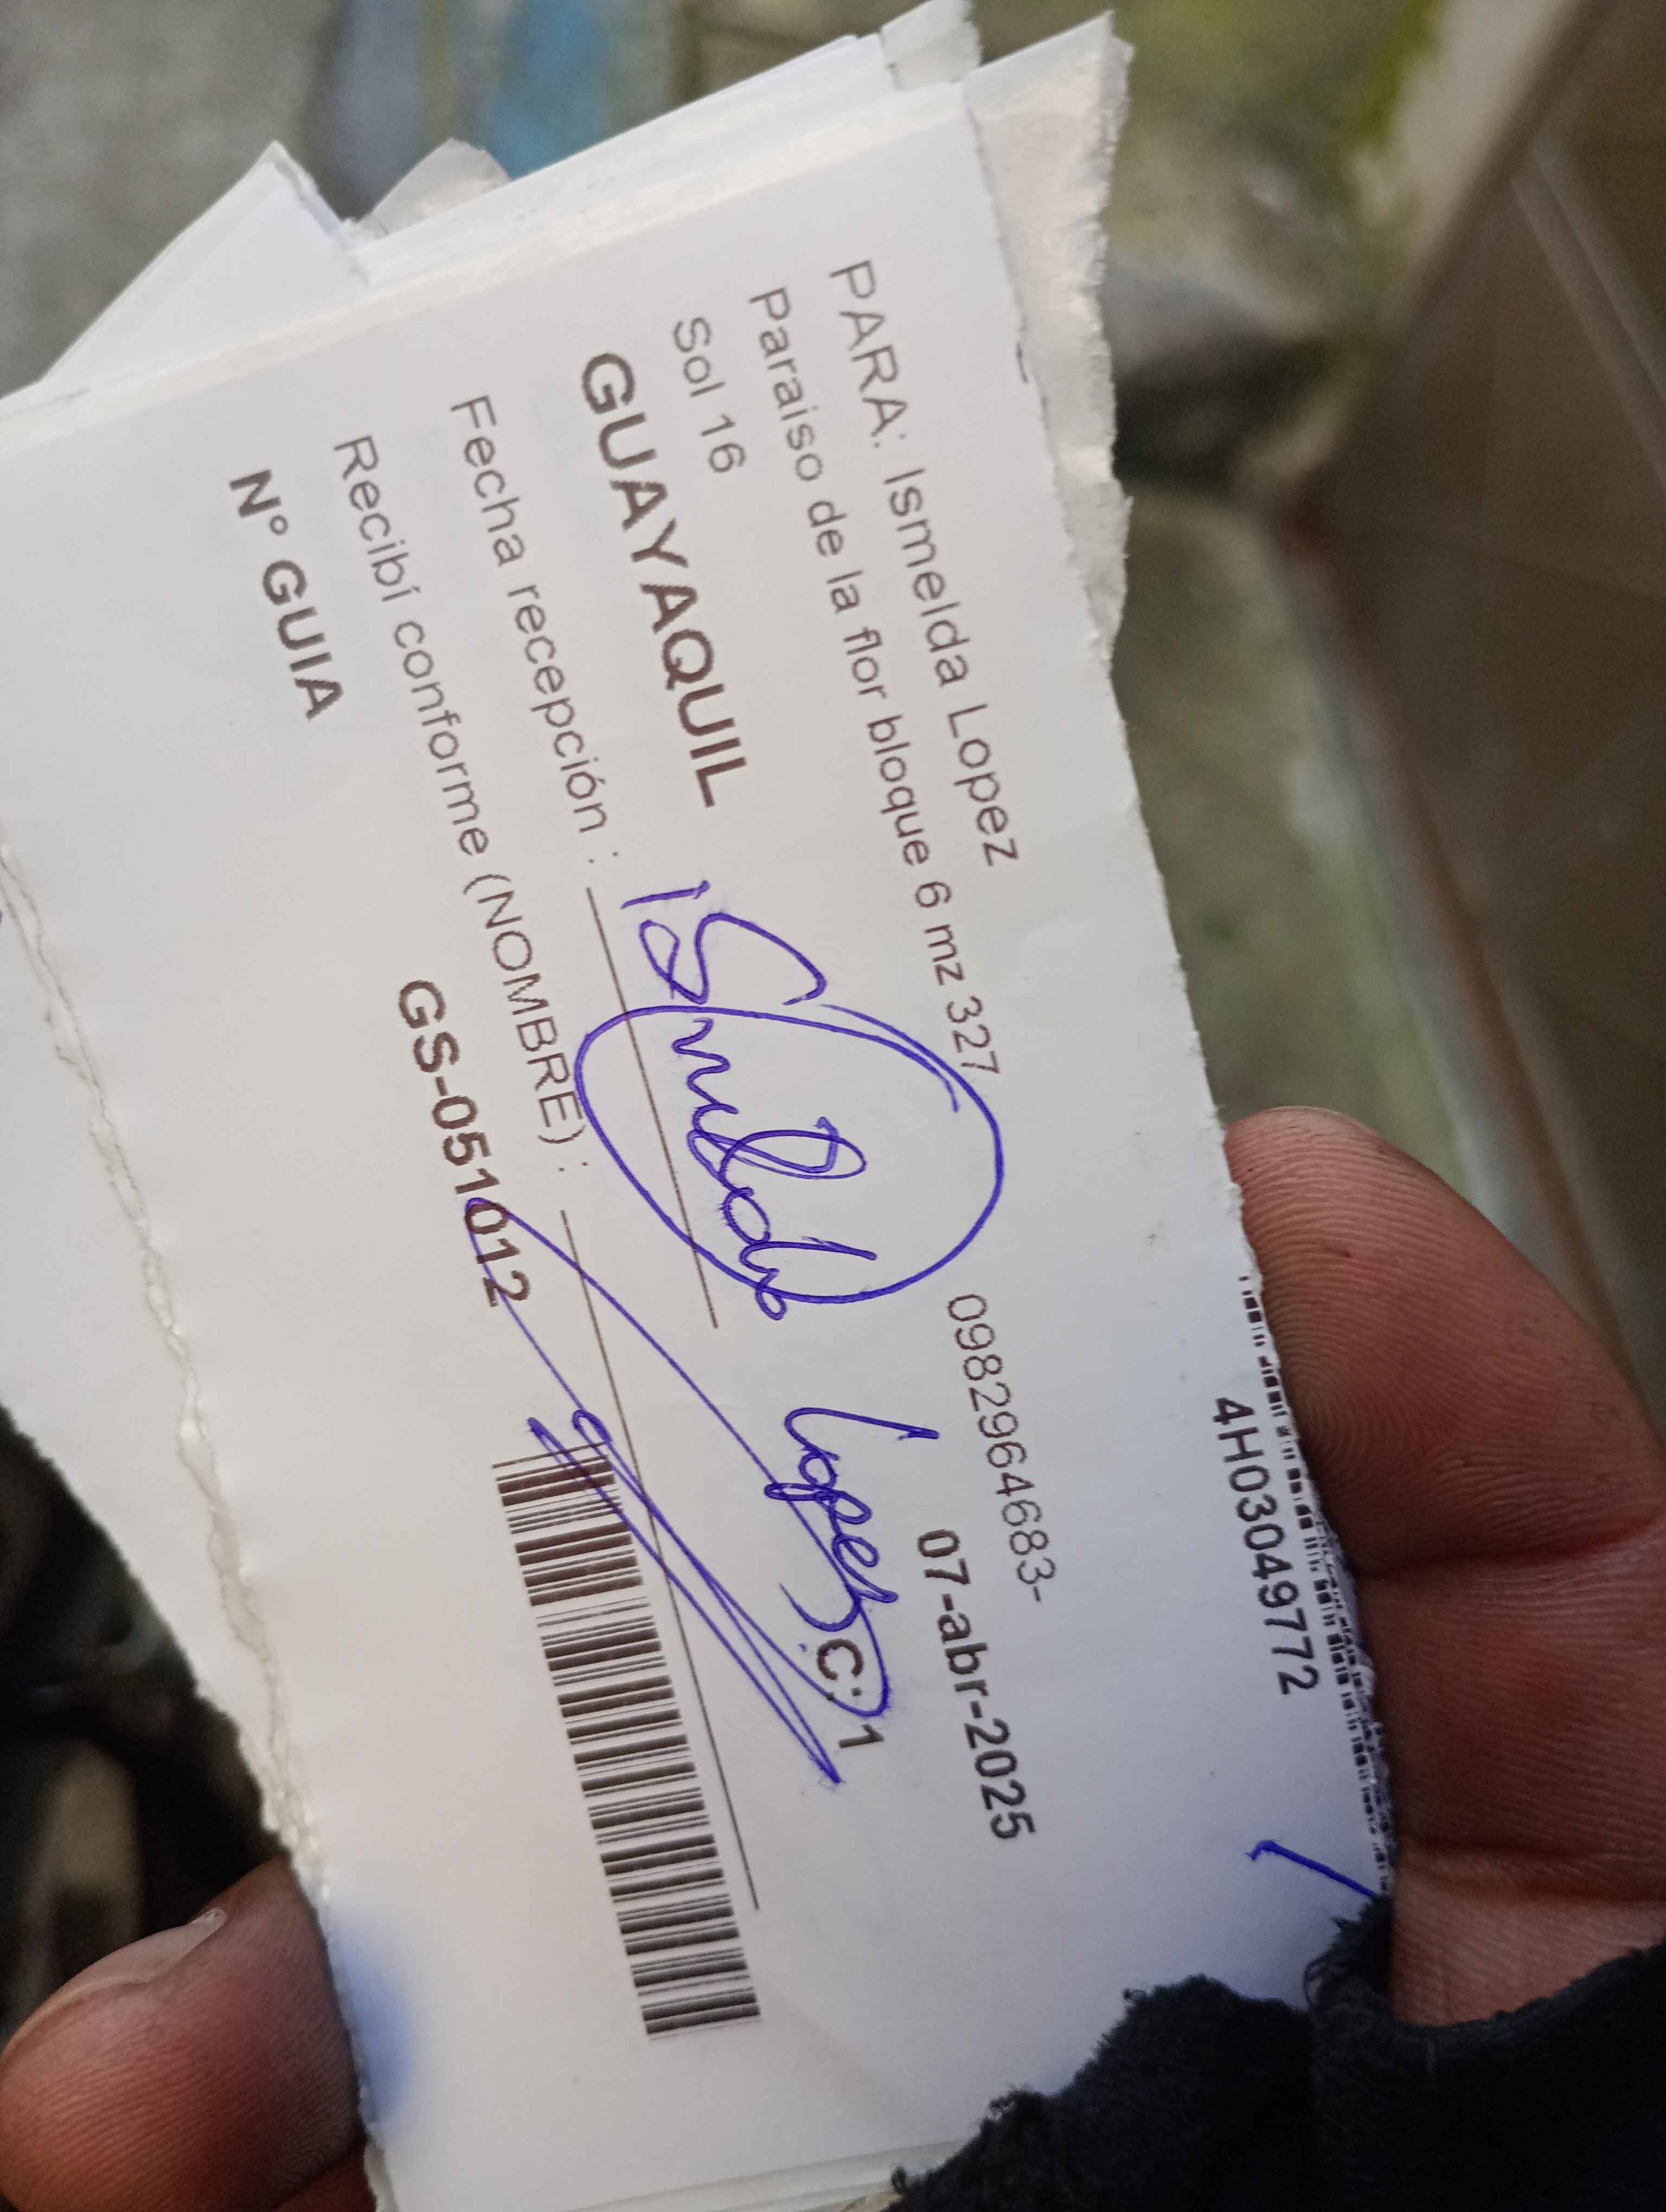 4H03049772
PARA: Ismelda Lopez
Paraiso de la flor bloque 6 mz 327 0982964683-
Sol 16 07-abr-2025
GUAYAQUIL C: 1
Ismelda Lopez
Fecha recepción :
Recibí conforme (NOMBRE) :
Nº GUIA GS-051012